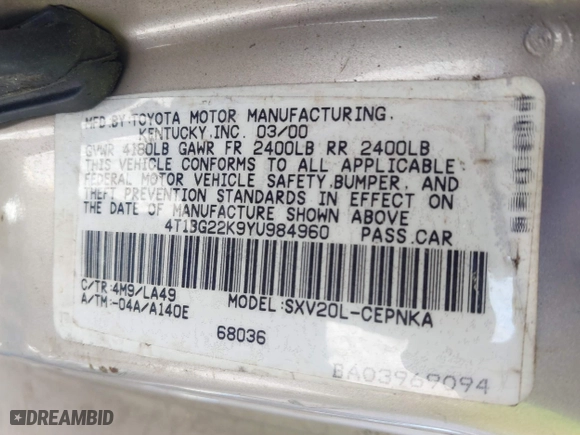 MFD.BY:TOYOTA MOTOR MANUFACTURING.
KENTUCKY.INC. 03/00
GVWR 4180LB GAWR FR 2400LB RR 2400LB
THIS VEHICLE CONFORMS TO ALL APPLICABLE
FEDERAL MOTOR VEHICLE SAFETY.BUMPER, AND
THEFT PREVENTION STANDARDS IN EFFECT ON
THE DATE OF MANUFACTURE SHOWN ABOVE
4T1BG22K9YU984960 PASS.CAR
C/TR:4M9/LA49
A/TM:-04A/A140E
MODEL:SXV20L-CEPNKA
68036
BA03969094
DREAMBID